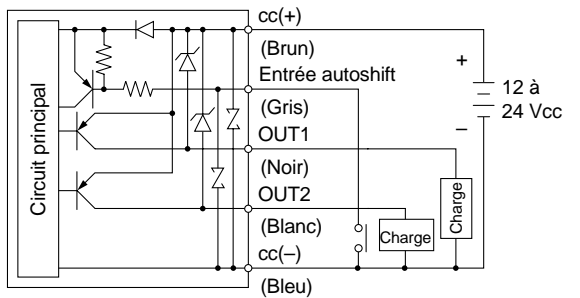 Circuit principal
cc(+)
(Brun)
Entrée autoshift
(Gris)
OUT1
(Noir)
OUT2
(Blanc)
cc(–)
(Bleu)
+
12 à
24 Vcc
–
Charge
Charge